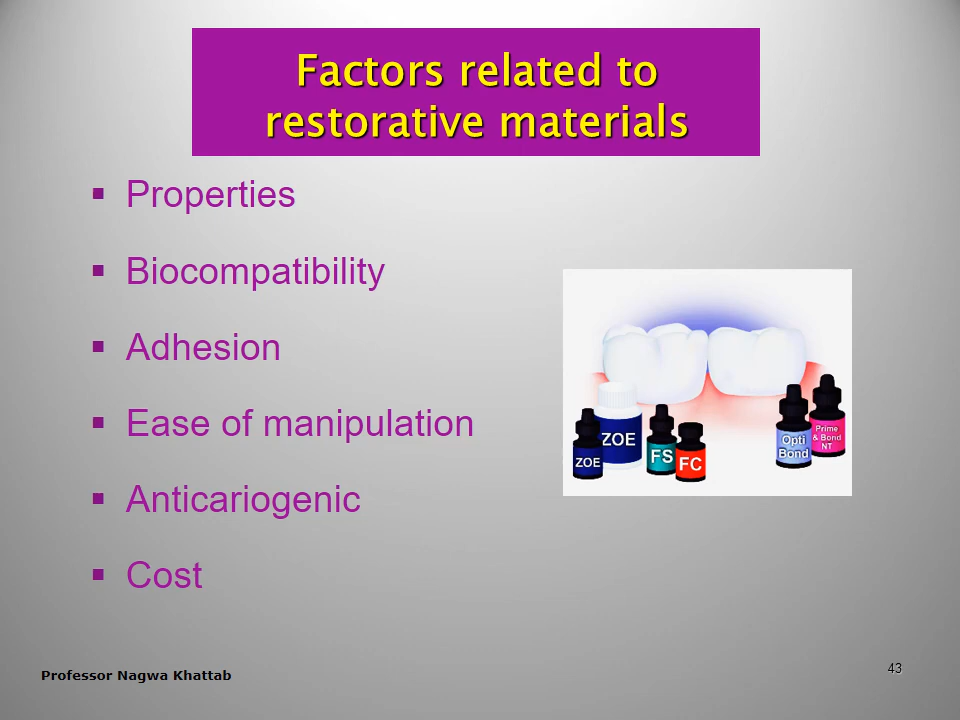 Factors related to
restorative materials
▪ Properties
▪ Biocompatibility
▪ Adhesion
▪ Ease of manipulation
▪ Anticariogenic
▪ Cost
ZOE
ZOE
FS
FC
Opti
Bond
Prime
& Bond
NT
Professor Nagwa Khattab
43